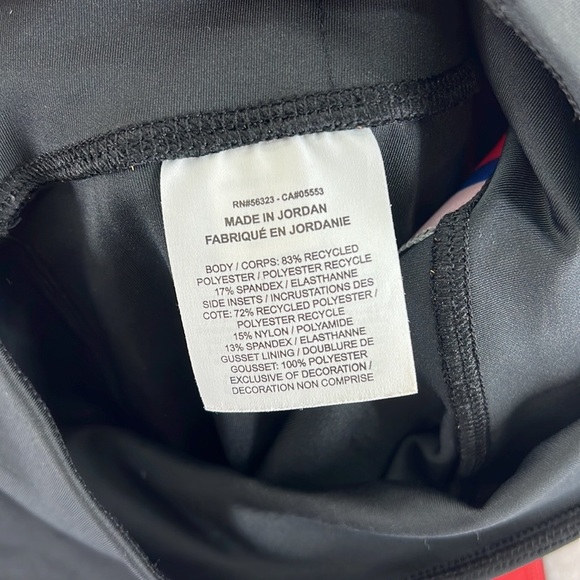 RN#56323 - CA#05553
MADE IN JORDAN
FABRIQUÉ EN JORDANIE
BODY / CORPS: 83% RECYCLED
POLYESTER / POLYESTER RECYCLE
17% SPANDEX / ELASTHANNE
SIDE INSETS / INCRUSTATIONS DES
COTE: 72% RECYCLED POLYESTER /
POLYESTER RECYCLE
15% NYLON / POLYAMIDE
13% SPANDEX / ELASTHANNE
GUSSET LINING / DOUBLURE DE
GOUSSET: 100% POLYESTER
EXCLUSIVE OF DECORATION /
DECORATION NON COMPRISE